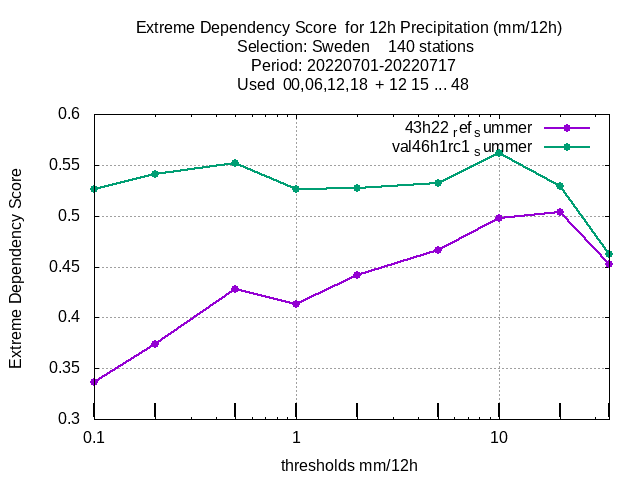 Extreme Dependency Score  for 12h Precipitation (mm/12h)
Selection: Sweden    140 stations
Period: 20220701-20220717
Used  00,06,12,18  + 12 15 ... 48
0.6
43h22 ref summer
val46h1rc1 summer
0.55
0.5
0.45
0.4
0.35
0.3
Extreme Dependency Score
0.1
1
10
thresholds mm/12h